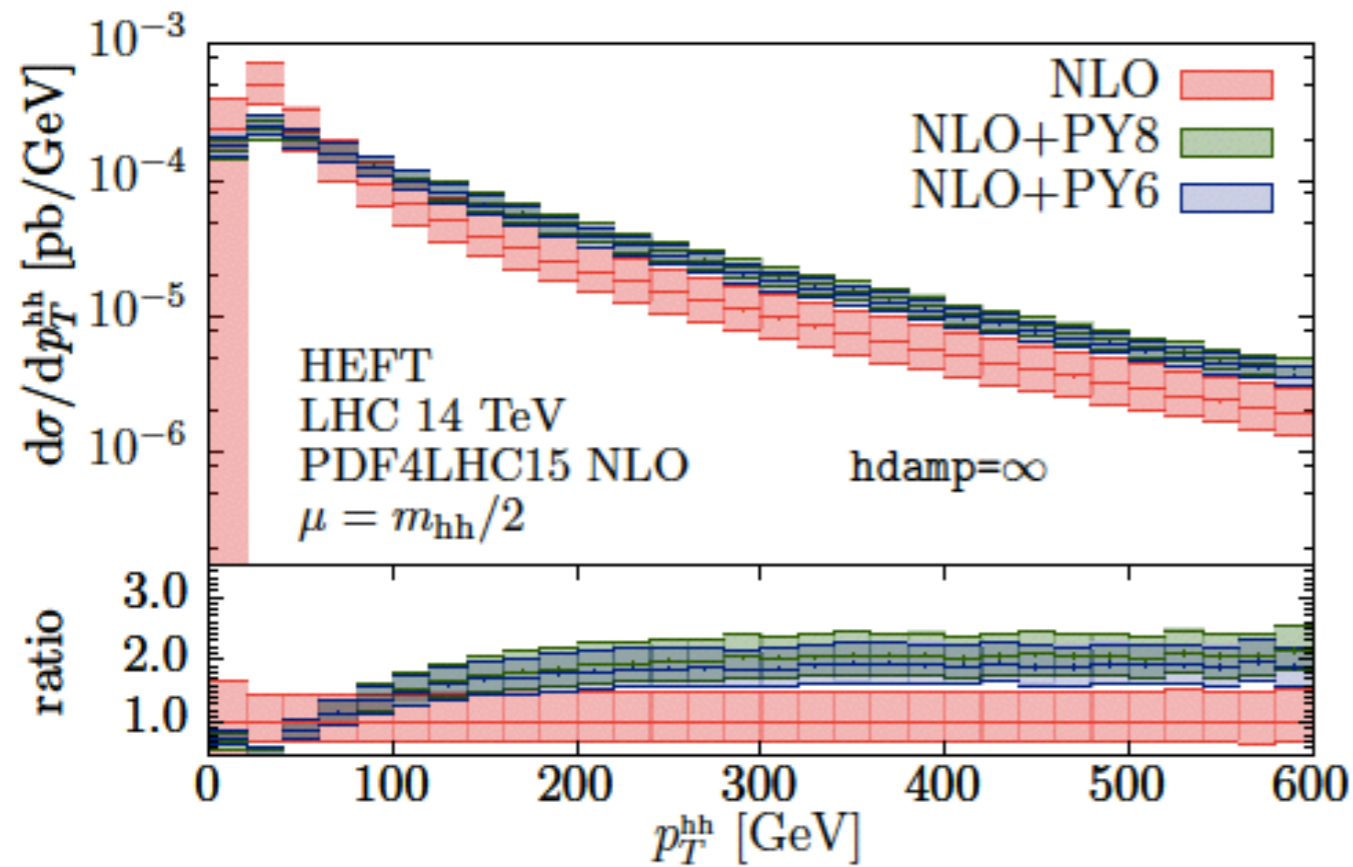 dσ/dp_T^hh [pb/GeV]
10^−3
10^−4
10^−5
10^−6
NLO
NLO+PY8
NLO+PY6
HEFT
LHC 14 TeV
PDF4LHC15 NLO
μ = m_hh/2
hdamp=∞
ratio
3.0
2.0
1.0
0 100 200 300 400 500 600
p_T^hh [GeV]